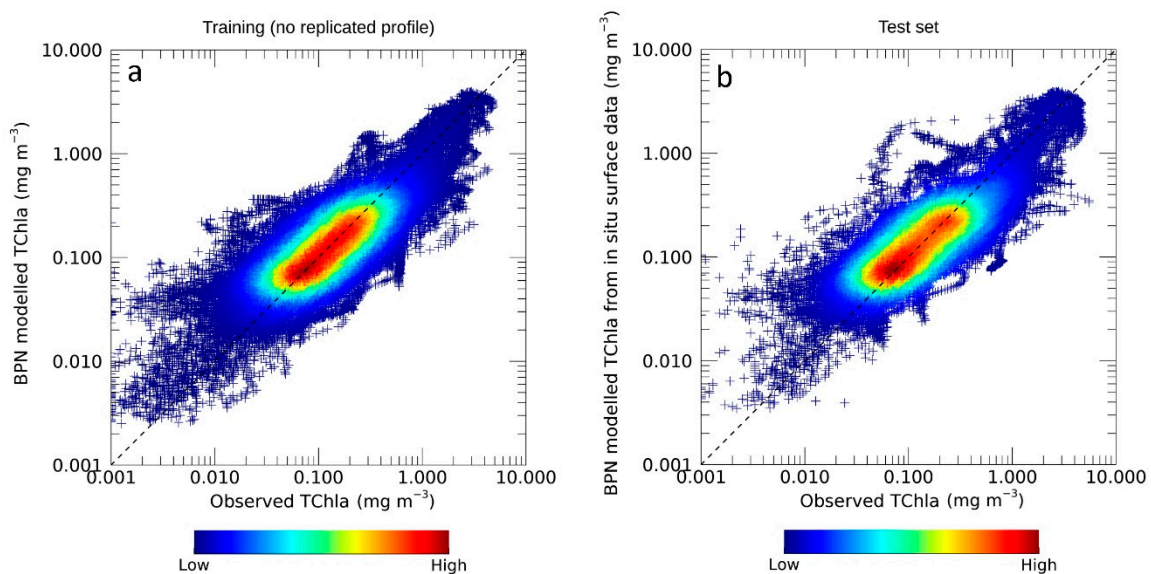 Training (no replicated profile)
a
BPN modelled TChla (mg m⁻³)
10.000
1.000
0.100
0.010
0.001
0.001
0.010
0.100
1.000
10.000
Observed TChla (mg m⁻³)
Low
High
Test set
b
BPN modelled TChla from in situ surface data (mg m⁻³)
10.000
1.000
0.100
0.010
0.001
0.001
0.010
0.100
1.000
10.000
Observed TChla (mg m⁻³)
Low
High